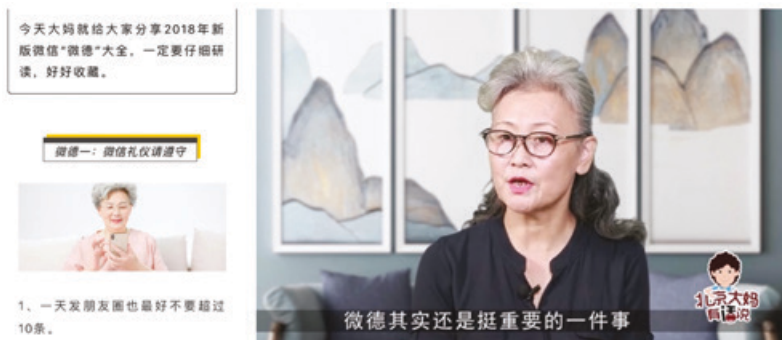 今天大妈就给大家分享2018年新
版微信“微德”大全，一定要仔细研
读，好好收藏。
微德一：微信礼仪请遵守
1、一天发朋友圈也最好不要超过
10条。
微德其实还是挺重要的一件事
北京大妈
有话说